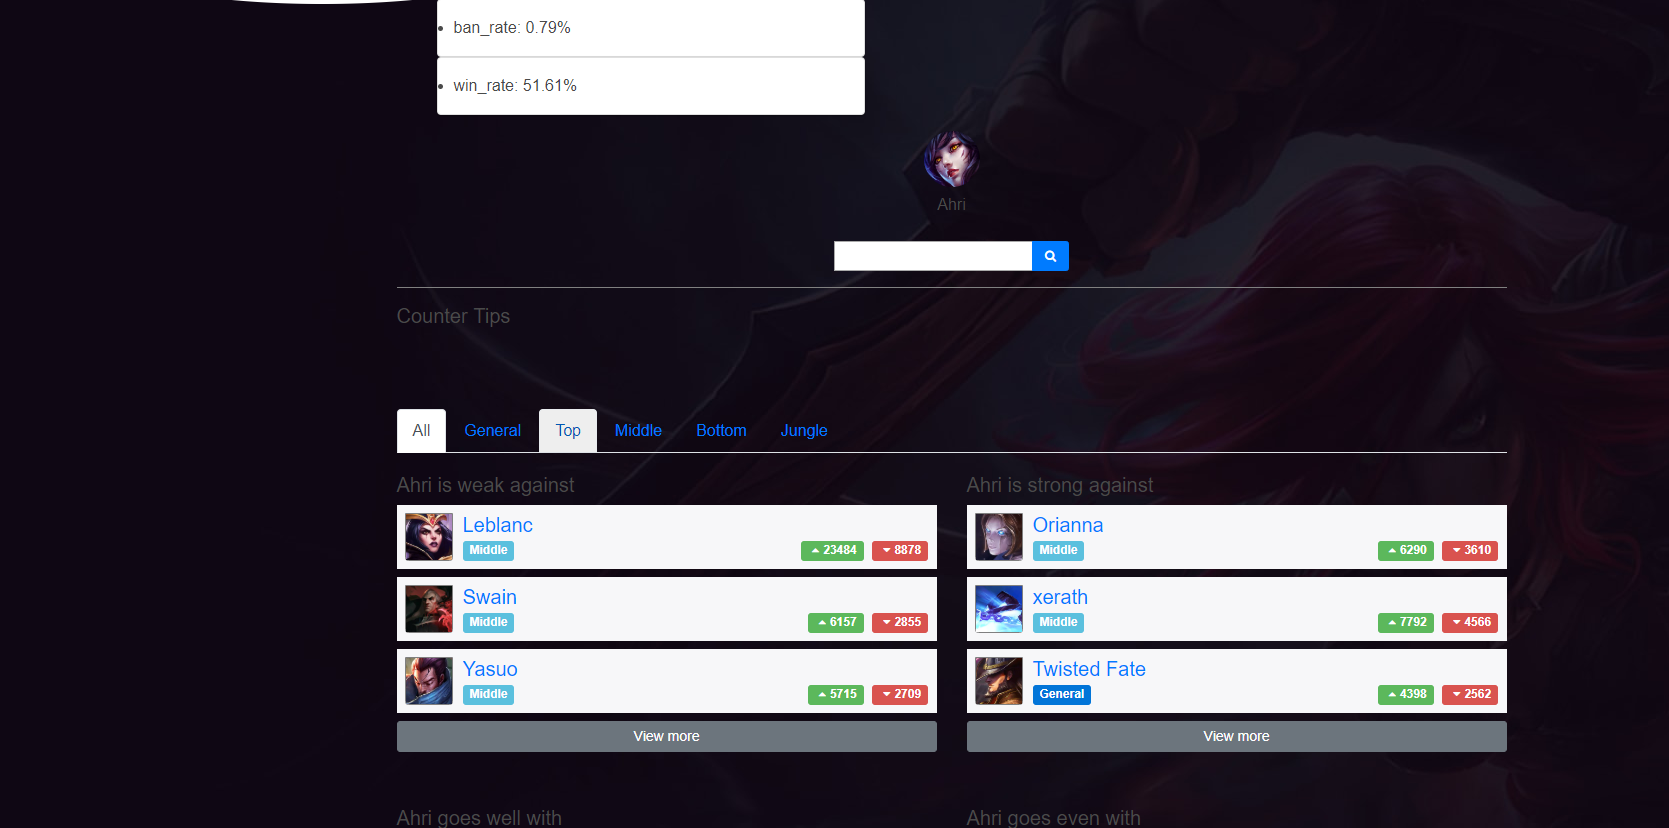 ban_rate: 0.79%
win_rate: 51.61%
Ahri
Counter Tips
All General Top Middle Bottom Jungle
Ahri is weak against
Leblanc
Middle 23484 8878
Swain
Middle 6157 2855
Yasuo
Middle 5715 2709
View more
Ahri is strong against
Orianna
Middle 6290 3610
xerath
Middle 7792 4566
Twisted Fate
General 4398 2562
View more
Ahri goes well with
Ahri goes even with